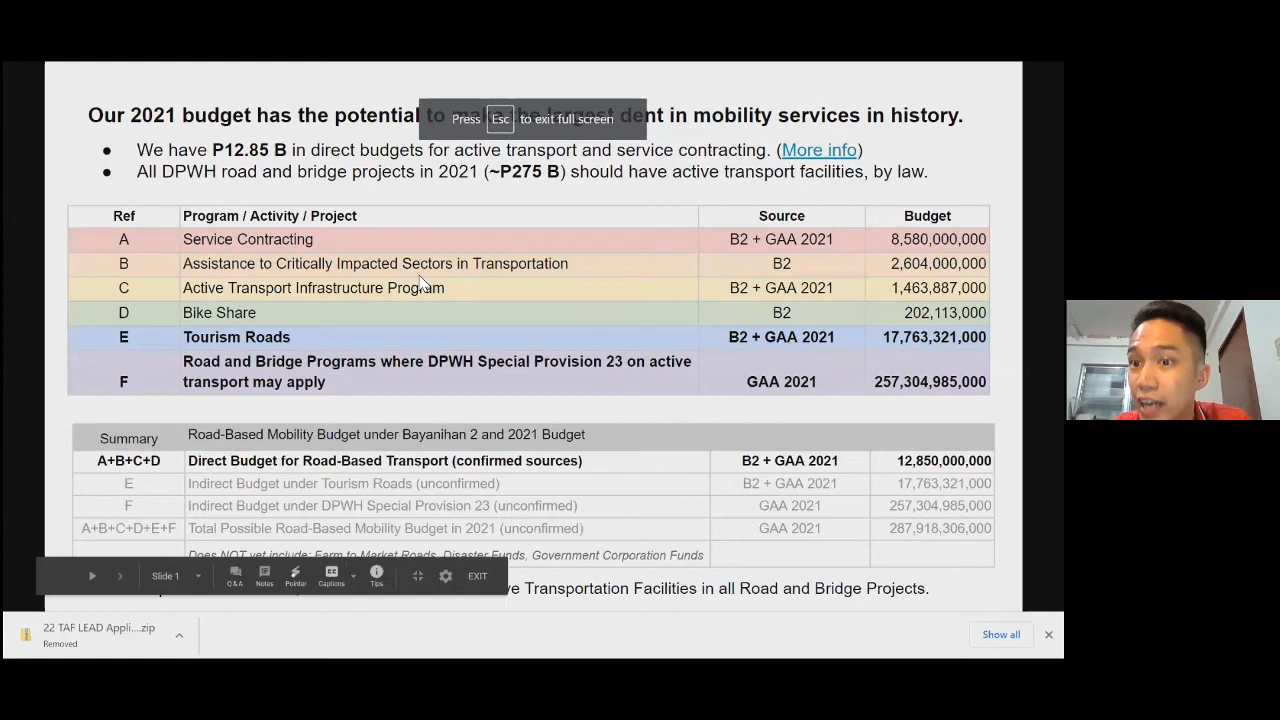 Our 2021 budget has the potential to make the largest dent in mobility services in history.
Press Esc to exit full screen
● We have P12.85 B in direct budgets for active transport and service contracting. (More info)
● All DPWH road and bridge projects in 2021 (~P275 B) should have active transport facilities, by law.
Ref Program / Activity / Project Source Budget
A Service Contracting B2 + GAA 2021 8,580,000,000
B Assistance to Critically Impacted Sectors in Transportation B2 2,604,000,000
C Active Transport Infrastructure Program B2 + GAA 2021 1,463,887,000
D Bike Share B2 202,113,000
E Tourism Roads B2 + GAA 2021 17,763,321,000
Road and Bridge Programs where DPWH Special Provision 23 on active
F transport may apply GAA 2021 257,304,985,000
Summary Road-Based Mobility Budget under Bayanihan 2 and 2021 Budget
A+B+C+D Direct Budget for Road-Based Transport (confirmed sources) B2 + GAA 2021 12,850,000,000
E Indirect Budget under Tourism Roads (unconfirmed) B2 + GAA 2021 17,763,321,000
F Indirect Budget under DPWH Special Provision 23 (unconfirmed) GAA 2021 257,304,985,000
A+B+C+D+E+F Total Possible Road-Based Mobility Budget in 2021 (unconfirmed) GAA 2021 287,918,306,000
Does NOT yet include: Farm to Market Roads, Disaster Funds, Government Corporation Funds
Slide 1 Q&A Notes Pointer Captions Tips EXIT
Transportation Facilities in all Road and Bridge Projects.
22 TAF LEAD Appli....zip
Removed
Show all